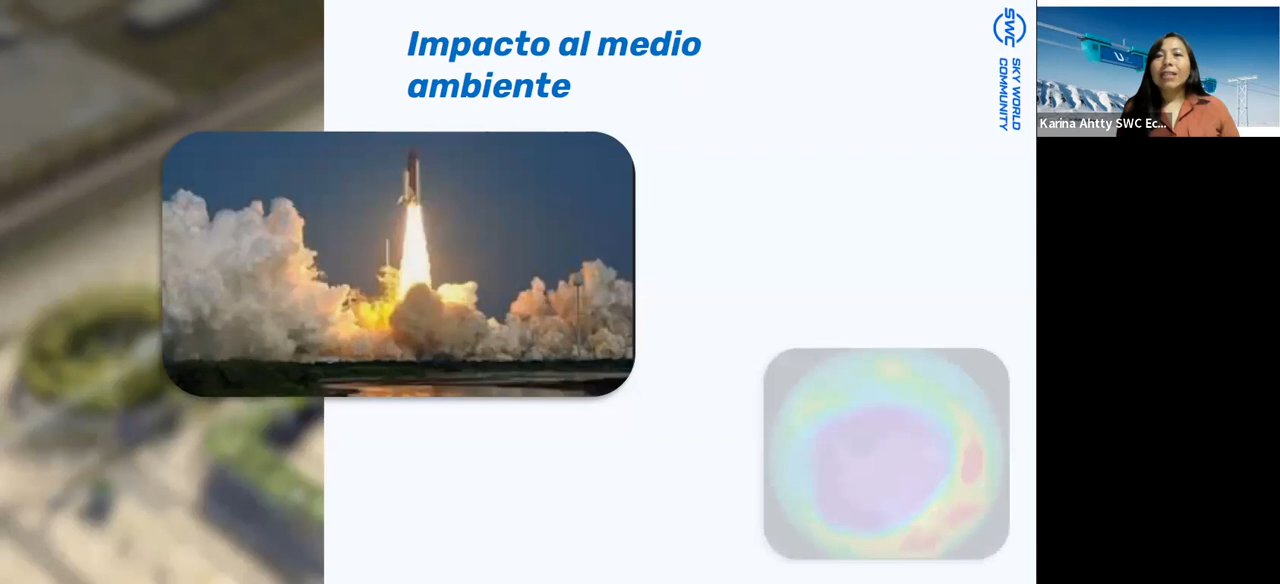 Impacto al medio
ambiente
SWC
SKY WORLD
COMMUNITY
Karina Ahtty SWC Ec...